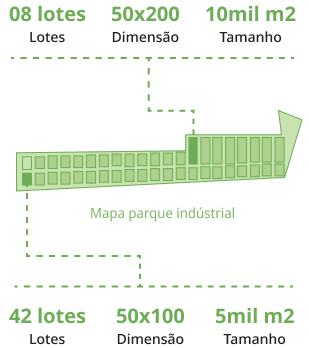 08 lotes 50x200 10mil m2
Lotes Dimensão Tamanho
Mapa parque indústrial
42 lotes 50x100 5mil m2
Lotes Dimensão Tamanho